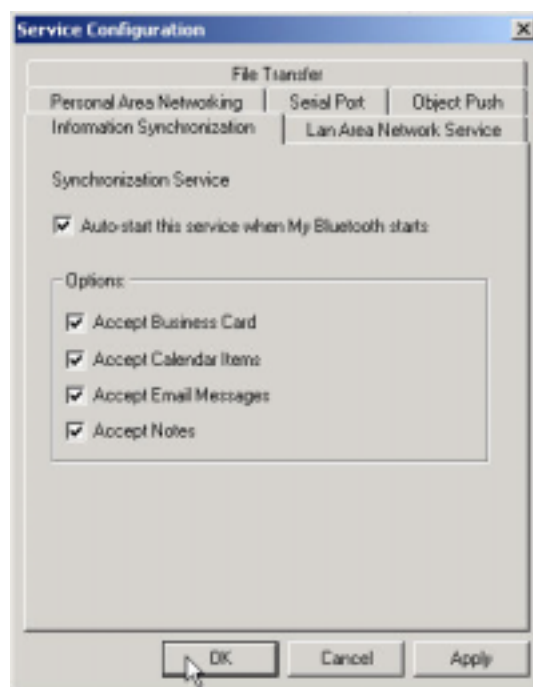 Service Configuration
File Transfer
Personal Area Networking Serial Port Object Push
Information Synchronization Lan Area Network Service
Synchronization Service
Auto-start this service when My Bluetooth starts
Options:
Accept Business Card
Accept Calendar Items
Accept Email Messages
Accept Notes
OK Cancel Apply